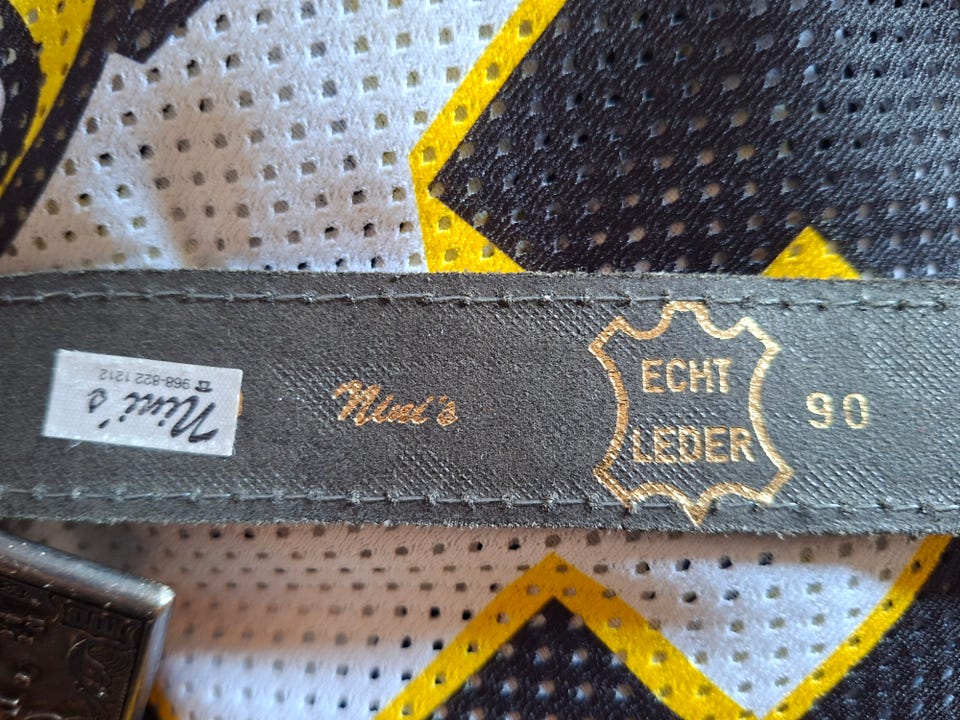 Nini's
☎ 968-822 1212
Nini's
ECHT
LEDER
90